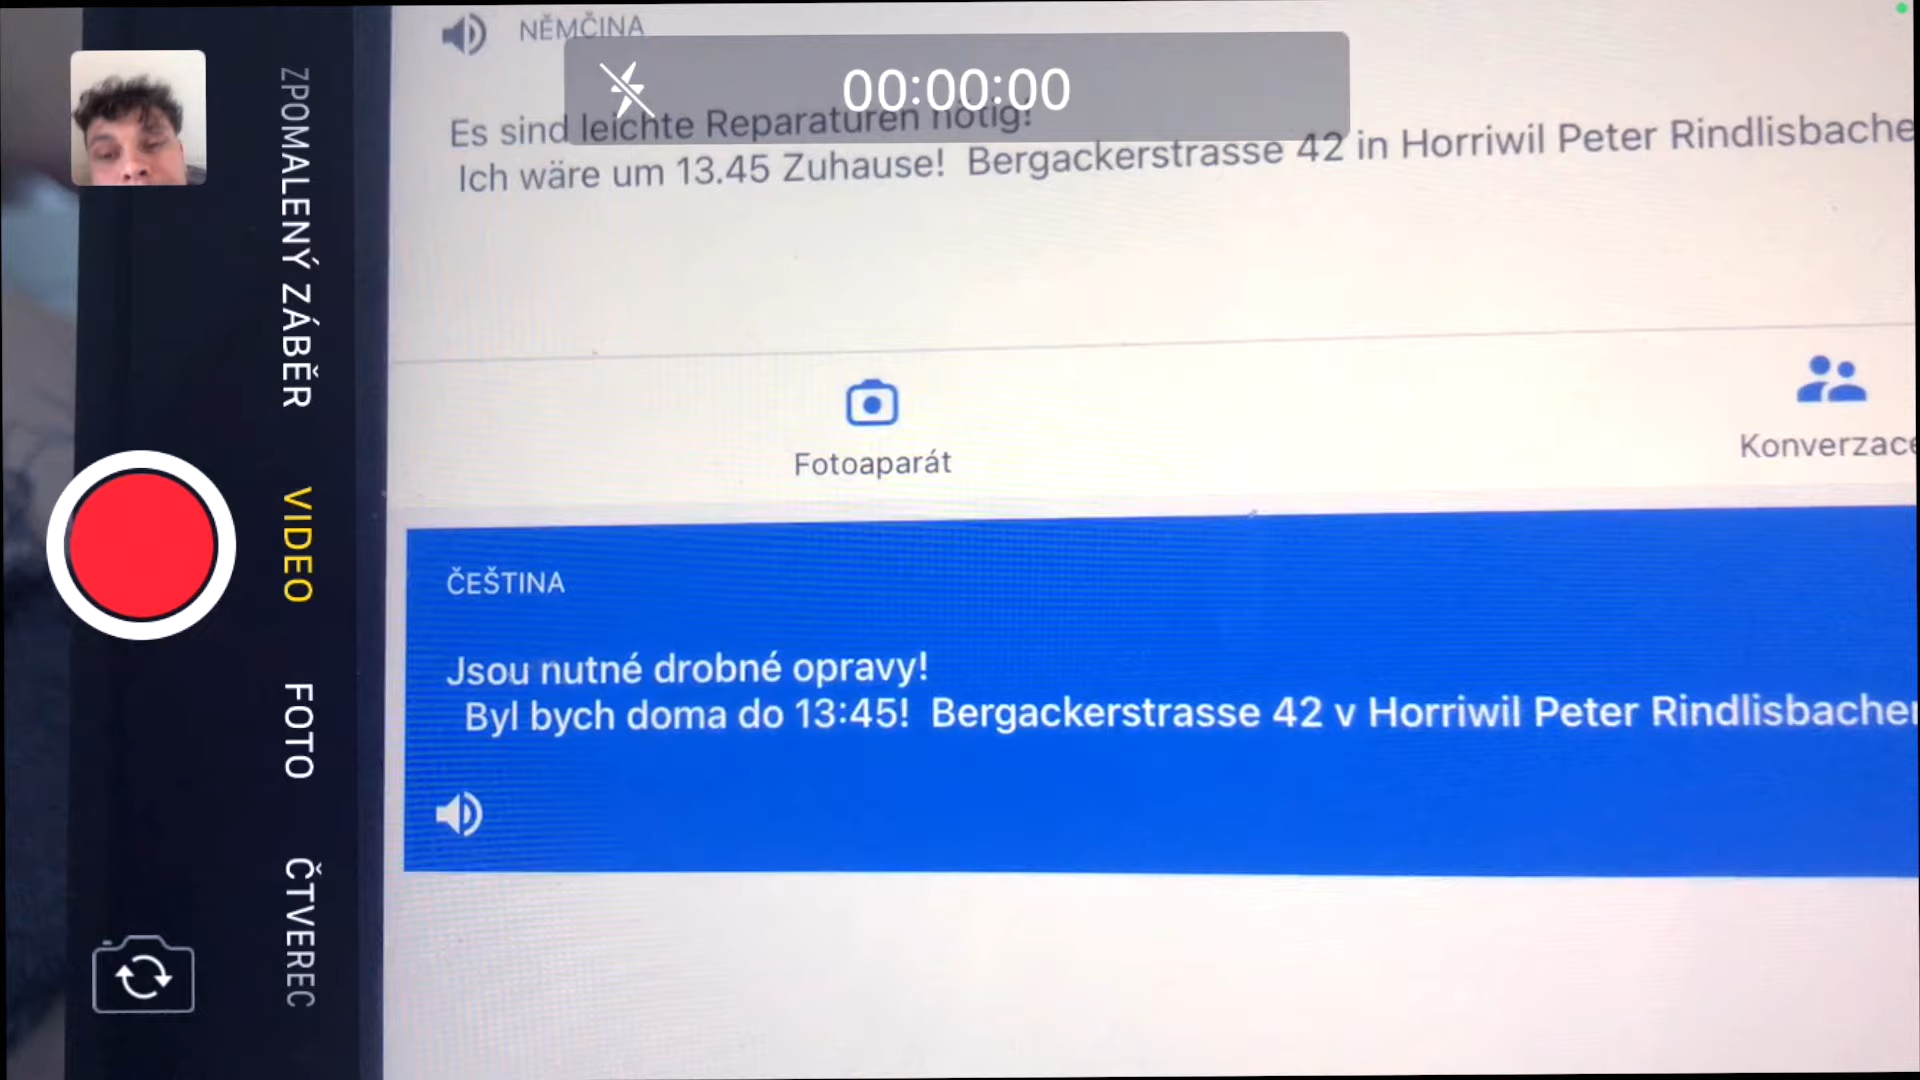 NĚMČINA
00:00:00
Es sind leichte Reparaturen nötig!
Ich wäre um 13.45 Zuhause! Bergackerstrasse 42 in Horriwil Peter Rindlisbache
Fotoaparát
Konverzace
ČEŠTINA
Jsou nutné drobné opravy!
Byl bych doma do 13:45! Bergackerstrasse 42 v Horriwil Peter Rindlisbacher
ZPOMALENÝ ZÁBĚR
VIDEO
FOTO
ČTVEREC